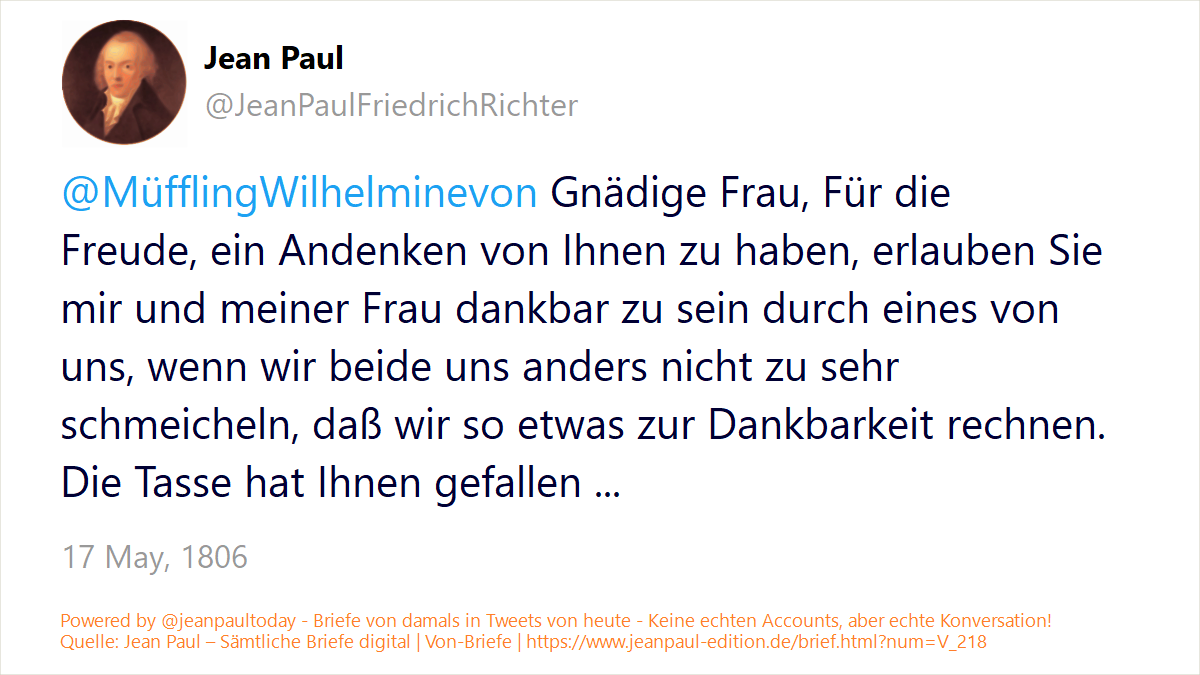 Jean Paul
@JeanPaulFriedrichRichter
@MüfflingWilhelminevon Gnädige Frau, Für die
Freude, ein Andenken von Ihnen zu haben, erlauben Sie
mir und meiner Frau dankbar zu sein durch eines von
uns, wenn wir beide uns anders nicht zu sehr
schmeicheln, daß wir so etwas zur Dankbarkeit rechnen.
Die Tasse hat Ihnen gefallen ...
17 May, 1806
Powered by @jeanpaultoday - Briefe von damals in Tweets von heute - Keine echten Accounts, aber echte Konversation!
Quelle: Jean Paul – Sämtliche Briefe digital | Von-Briefe | https://www.jeanpaul-edition.de/brief.html?num=V_218